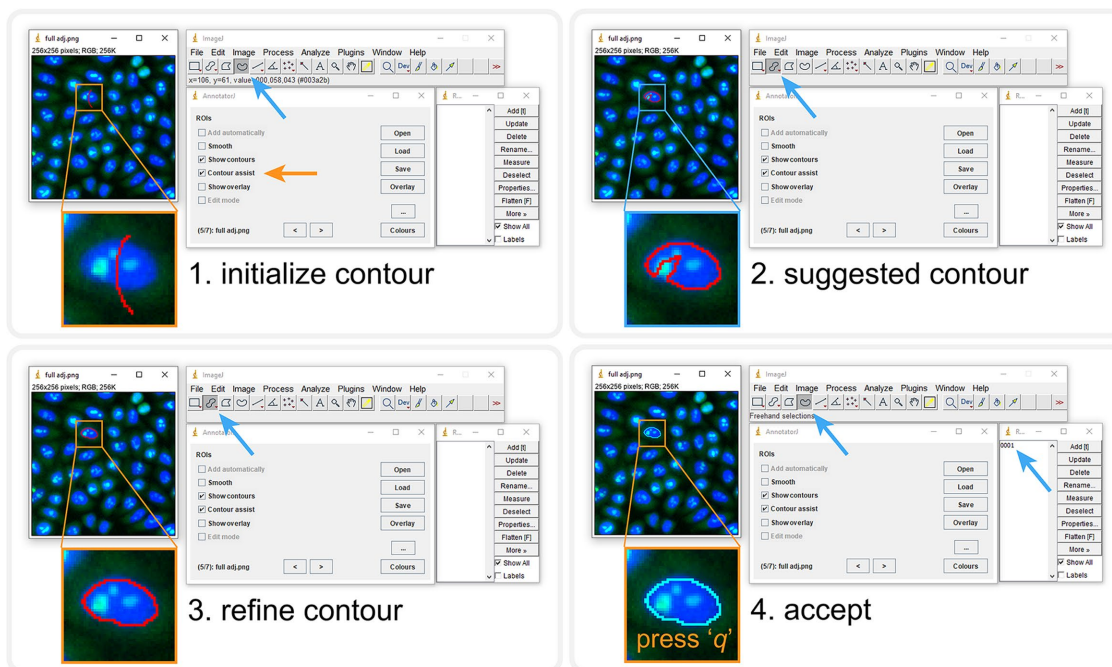 full adj.png
256x256 pixels; RGB; 256K
ImageJ
File Edit Image Process Analyze Plugins Window Help
Dev
x=106, y=61, value=000,058,043 (#003a2b)
AnnotatorJ
ROIs
Add automatically
Smooth
Show contours
Contour assist
Show overlay
Edit mode
(5/7): full adj.png
< >
Open
Load
Save
Overlay
...
Colours
R...
Add [t]
Update
Delete
Rename...
Measure
Deselect
Properties...
Flatten [F]
More »
Show All
Labels
1. initialize contour
full adj.png
256x256 pixels; RGB; 256K
ImageJ
File Edit Image Process Analyze Plugins Window Help
Dev
AnnotatorJ
ROIs
Add automatically
Smooth
Show contours
Contour assist
Show overlay
Edit mode
(5/7): full adj.png
< >
Open
Load
Save
Overlay
...
Colours
R...
Add [t]
Update
Delete
Rename...
Measure
Deselect
Properties...
Flatten [F]
More »
Show All
Labels
2. suggested contour
full adj.png
256x256 pixels; RGB; 256K
ImageJ
File Edit Image Process Analyze Plugins Window Help
Dev
AnnotatorJ
ROIs
Add automatically
Smooth
Show contours
Contour assist
Show overlay
Edit mode
(5/7): full adj.png
< >
Open
Load
Save
Overlay
...
Colours
R...
Add [t]
Update
Delete
Rename...
Measure
Deselect
Properties...
Flatten [F]
More »
Show All
Labels
3. refine contour
full adj.png
256x256 pixels; RGB; 256K
ImageJ
File Edit Image Process Analyze Plugins Window Help
Dev
Freehand selections
AnnotatorJ
ROIs
Add automatically
Smooth
Show contours
Contour assist
Show overlay
Edit mode
(5/7): full adj.png
< >
Open
Load
Save
Overlay
...
Colours
R...
0001
Add [t]
Update
Delete
Rename...
Measure
Deselect
Properties...
Flatten [F]
More »
Show All
Labels
press ‘q’
4. accept